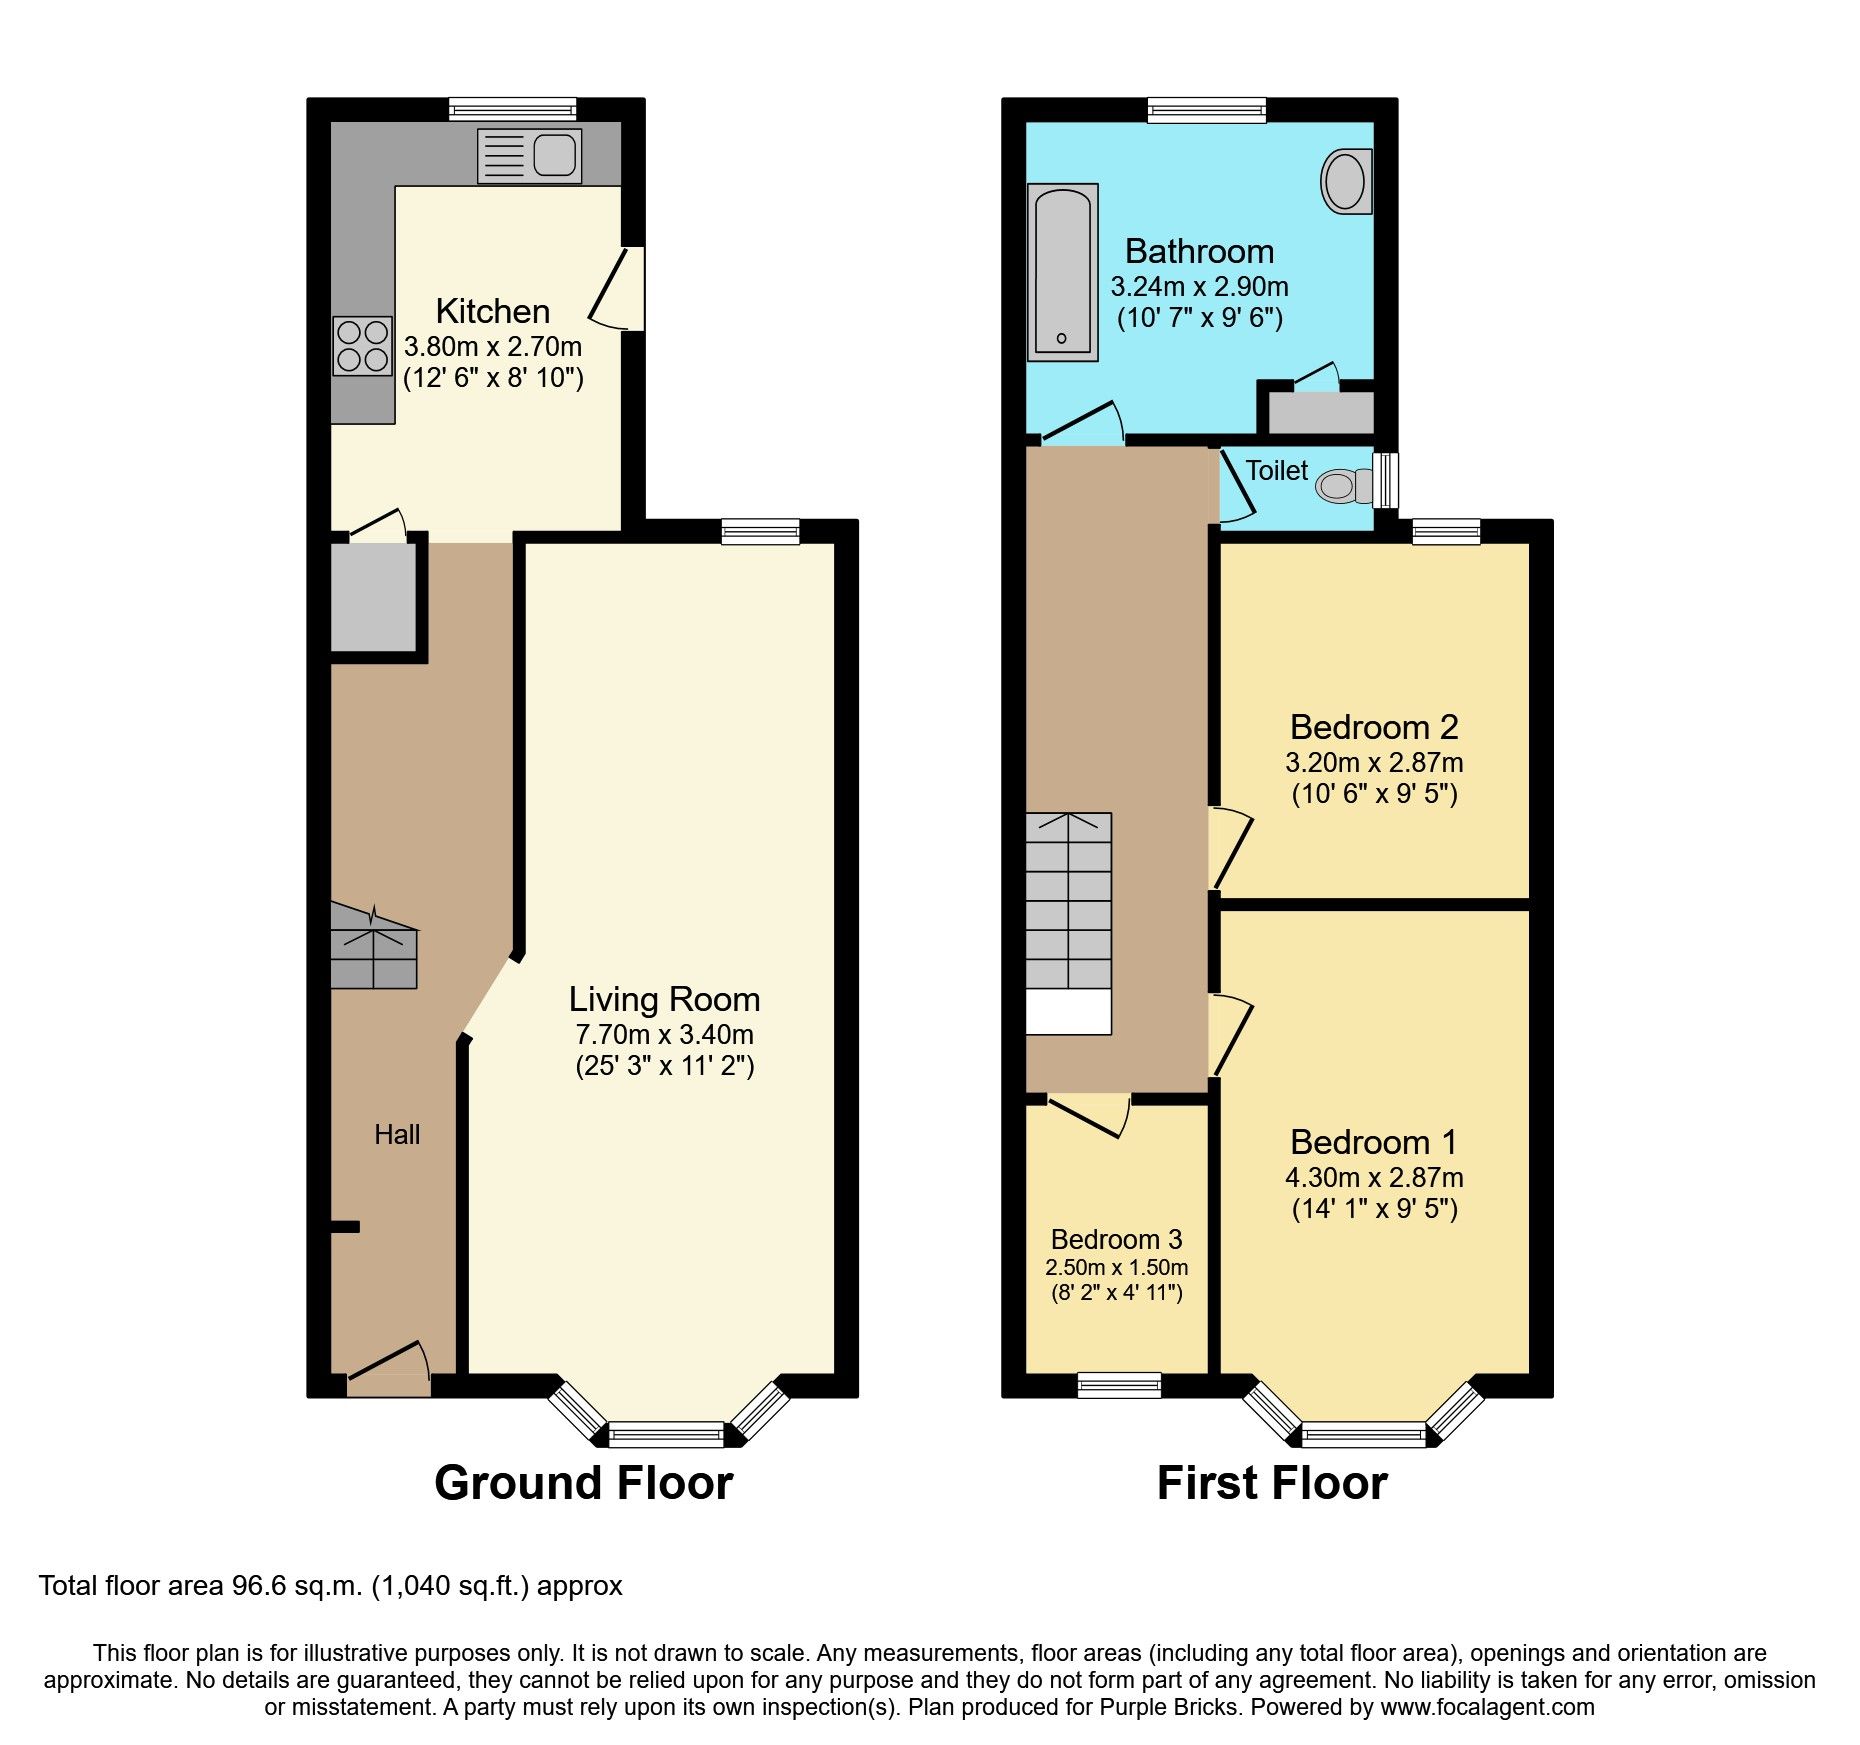 Kitchen
3.80m x 2.70m
(12' 6" x 8' 10")
Living Room
7.70m x 3.40m
(25' 3" x 11' 2")
Hall
Ground Floor
Bathroom
3.24m x 2.90m
(10' 7" x 9' 6")
Toilet
Bedroom 2
3.20m x 2.87m
(10' 6" x 9' 5")
Bedroom 1
4.30m x 2.87m
(14' 1" x 9' 5")
Bedroom 3
2.50m x 1.50m
(8' 2" x 4' 11")
First Floor
Total floor area 96.6 sq.m. (1,040 sq.ft.) approx
This floor plan is for illustrative purposes only. It is not drawn to scale. Any measurements, floor areas (including any total floor area), openings and orientation are
approximate. No details are guaranteed, they cannot be relied upon for any purpose and they do not form part of any agreement. No liability is taken for any error, omission
or misstatement. A party must rely upon its own inspection(s). Plan produced for Purple Bricks. Powered by www.focalagent.com